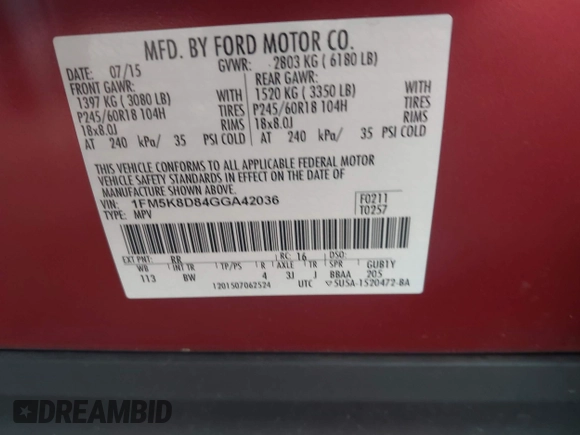 MFD. BY FORD MOTOR CO.
DATE: 07/15 GVWR: 2803 KG ( 6180 LB)
FRONT GAWR: REAR GAWR:
1397 KG ( 3080 LB) 1520 KG ( 3350 LB)
P245/60R18 104H TIRES P245/60R18 104H TIRES
18x8.0J RIMS 18x8.0J RIMS
AT 240 kPa/ 35 PSI COLD AT 240 kPa/ 35 PSI COLD
THIS VEHICLE CONFORMS TO ALL APPLICABLE FEDERAL MOTOR
VEHICLE SAFETY STANDARDS IN EFFECT ON THE DATE OF
MANUFACTURE SHOWN ABOVE.
VIN: 1FM5K8D84GGA42036 F0211
TYPE: MPV T0257
EXT PNT: RR RC: 16 DSO:
WB INT TR TP/PS R AXLE TR SPR GUB1Y
113 BW 4 3J J BBAA 205
1201507062524 UTC 5U5A-1520472-BA
DREAMBID